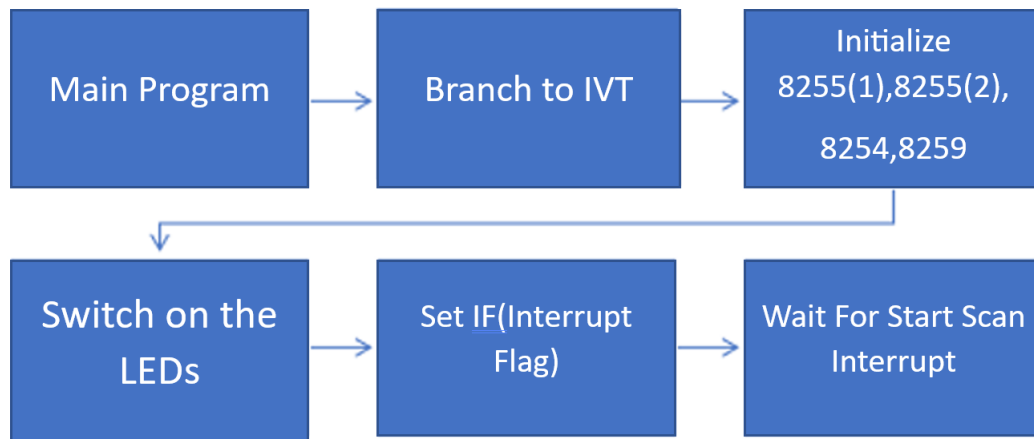 Main Program
Branch to IVT
Initialize
8255(1),8255(2),
8254,8259
Switch on the
LEDs
Set IF(Interrupt
Flag)
Wait For Start Scan
Interrupt